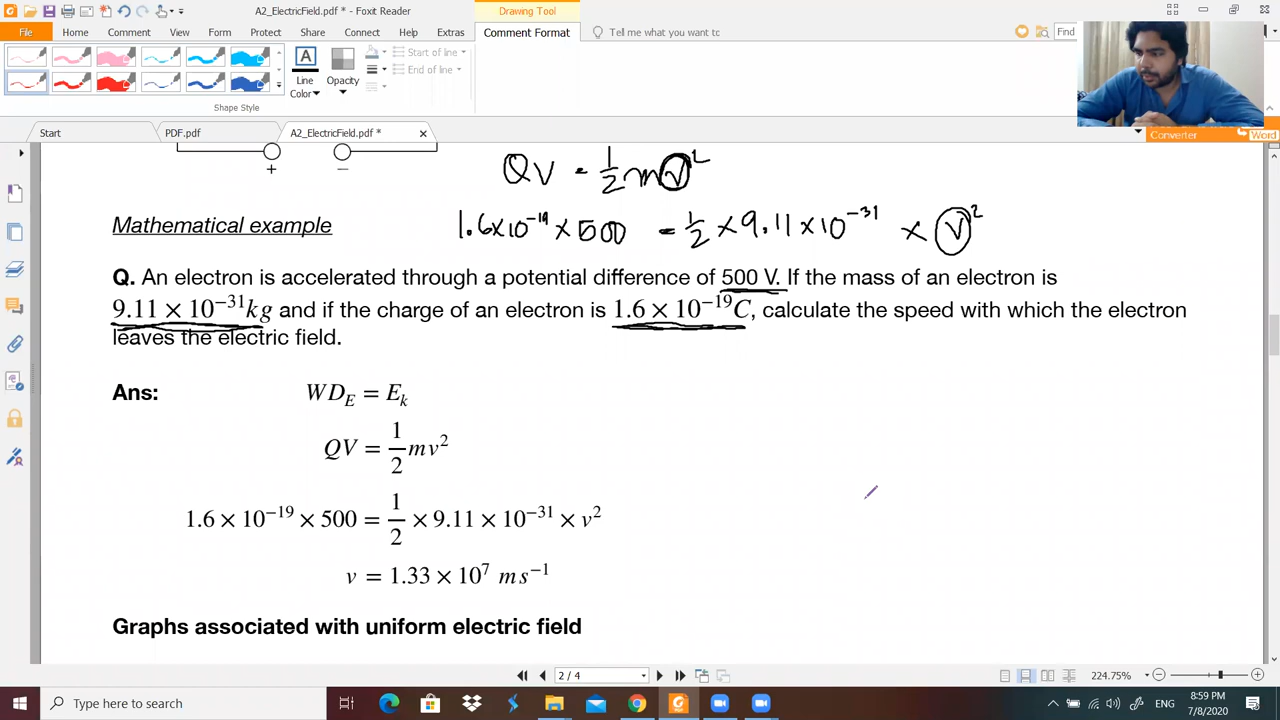 A2_ElectricField.pdf * - Foxit Reader
Drawing Tool
File Home Comment View Form Protect Share Connect Help Extras Comment Format Tell me what you want tc Find
Line Color
Opacity
Start of line
End of line
Shape Style
Start
PDF.pdf
A2_ElectricField.pdf *
Converter
Word
+ −
QV = ½mv²
1.6×10⁻¹⁹ × 500 = ½ × 9.11 × 10⁻³¹ × v²
Mathematical example
Q. An electron is accelerated through a potential difference of 500 V. If the mass of an electron is
9.11 × 10⁻³¹kg and if the charge of an electron is 1.6 × 10⁻¹⁹C, calculate the speed with which the electron
leaves the electric field.
Ans: WD_E = E_k
QV = ½mv²
1.6 × 10⁻¹⁹ × 500 = ½ × 9.11 × 10⁻³¹ × v²
v = 1.33 × 10⁷ ms⁻¹
Graphs associated with uniform electric field
2 / 4
224.75%
Type here to search
8:59 PM
7/8/2020